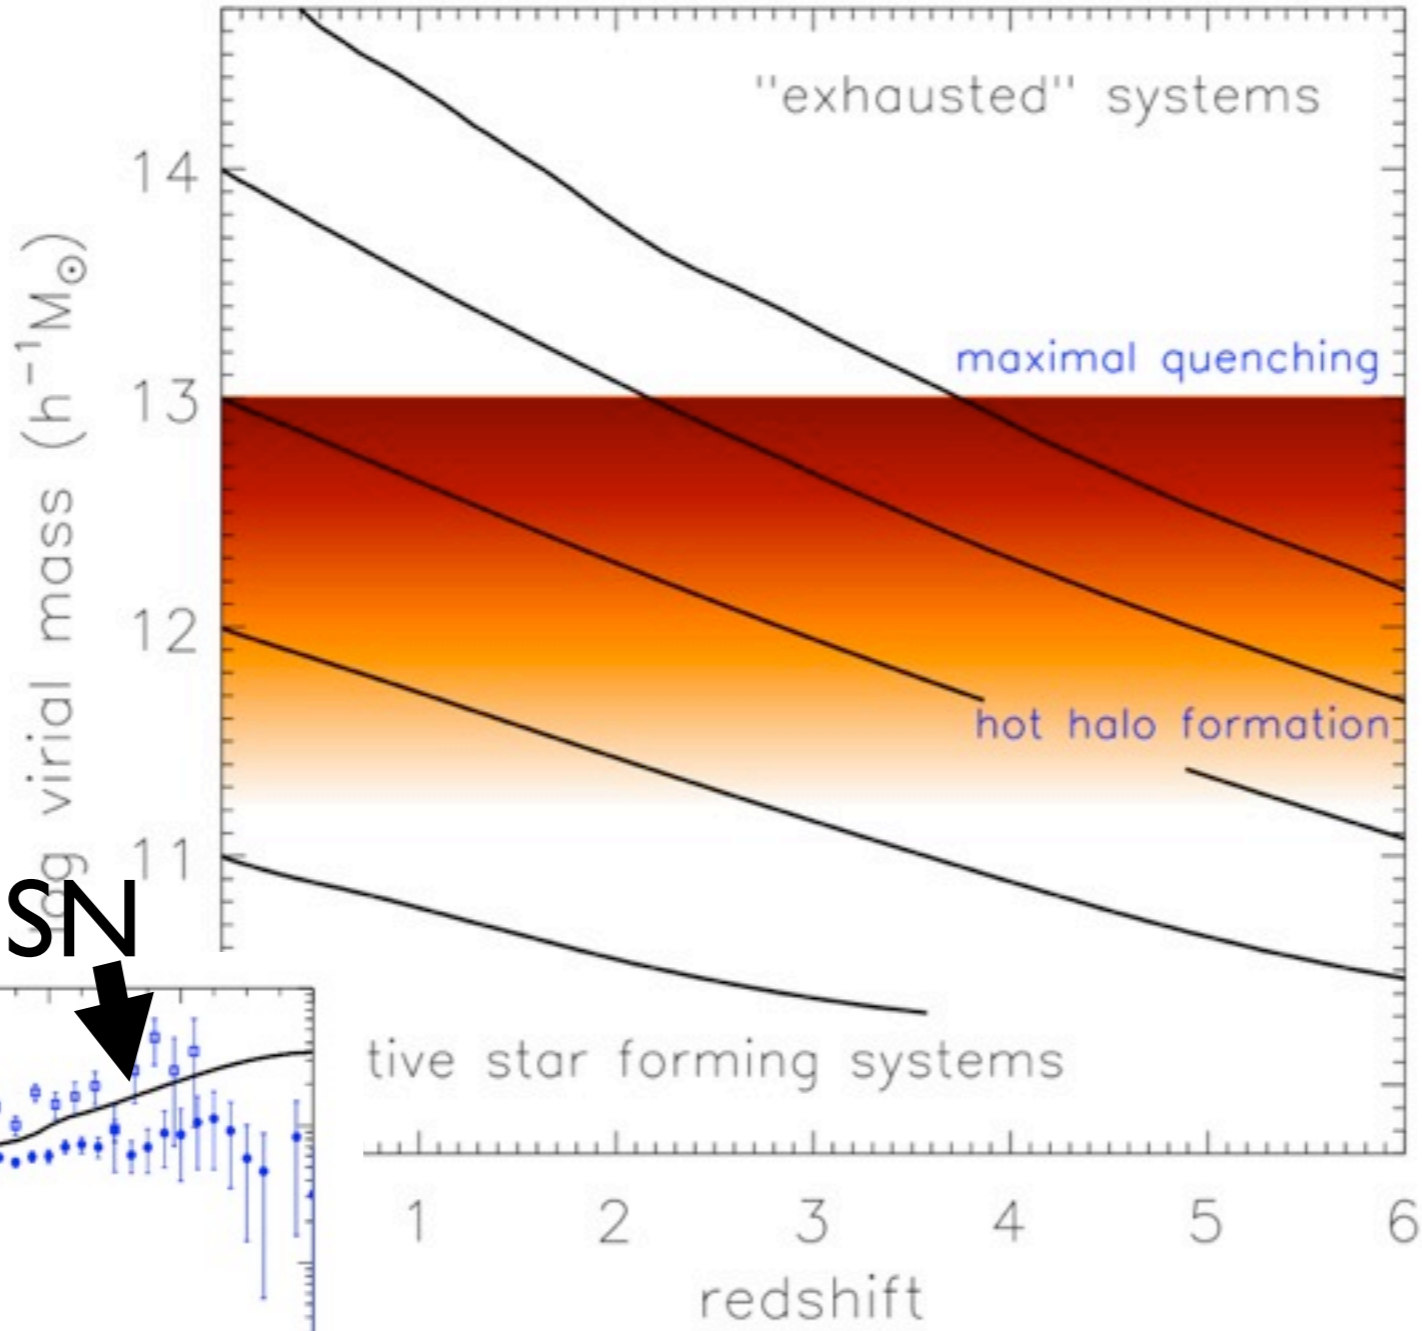 "exhausted" systems
14
maximal quenching
13
12
hot halo formation
11
log virial mass (h⁻¹M☉)
SN
tive star forming systems
1 2 3 4 5 6
redshift